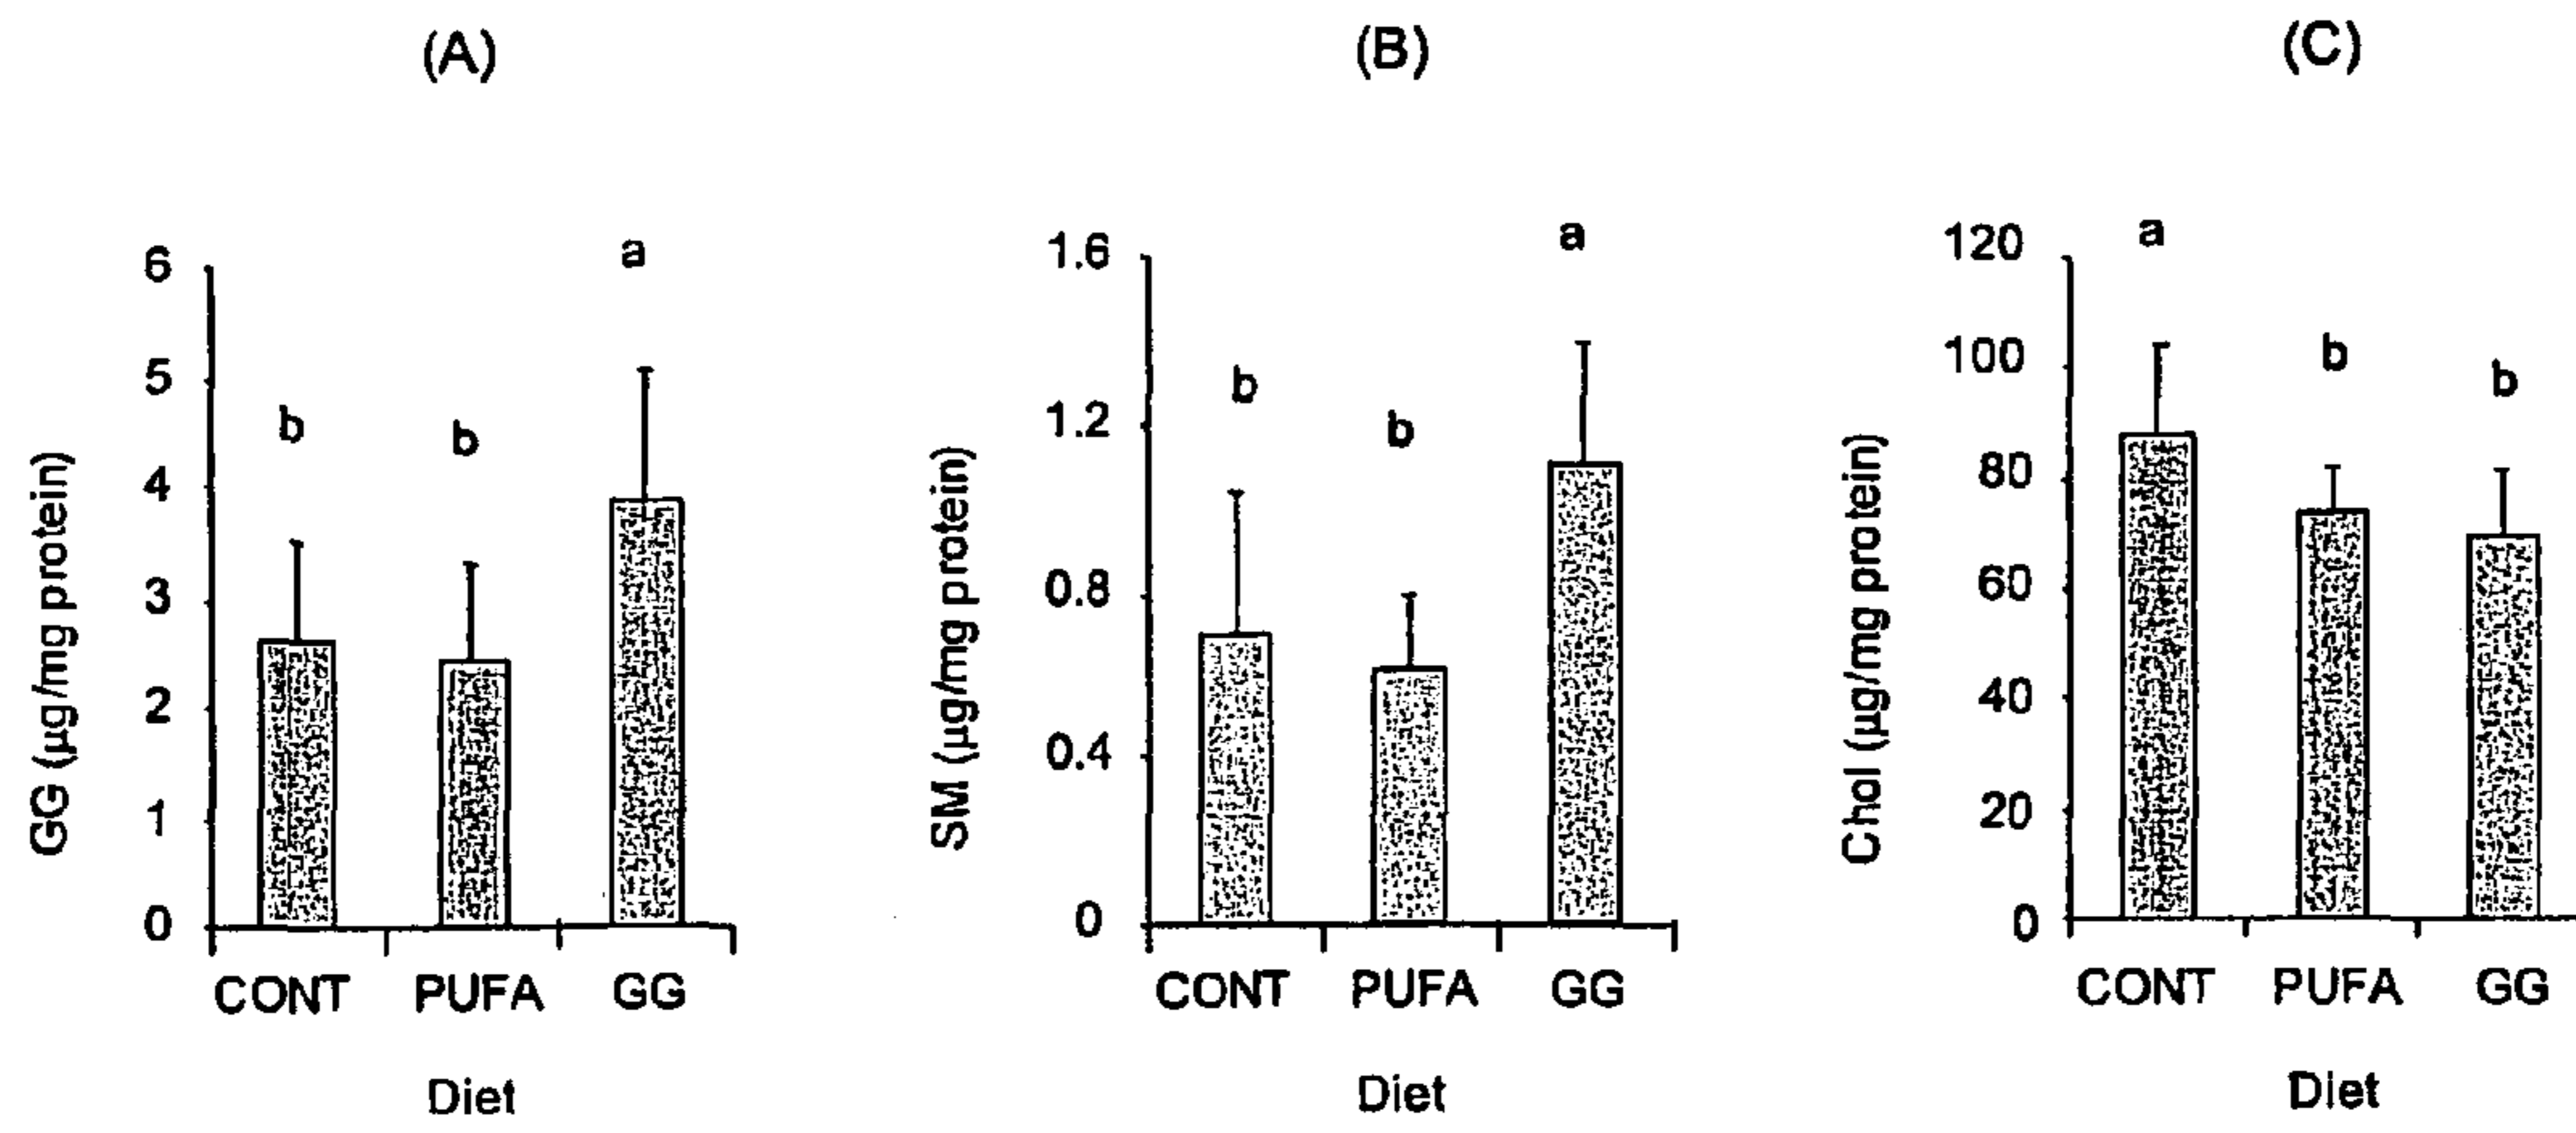 (A)
GG (µg/mg protein)
6
5
4
3
2
1
0
b
b
a
CONT PUFA GG
Diet
(B)
SM (µg/mg protein)
1.6
1.2
0.8
0.4
0
b
b
a
CONT PUFA GG
Diet
(C)
Chol (µg/mg protein)
120
100
80
60
40
20
0
a
b
b
CONT PUFA GG
Diet